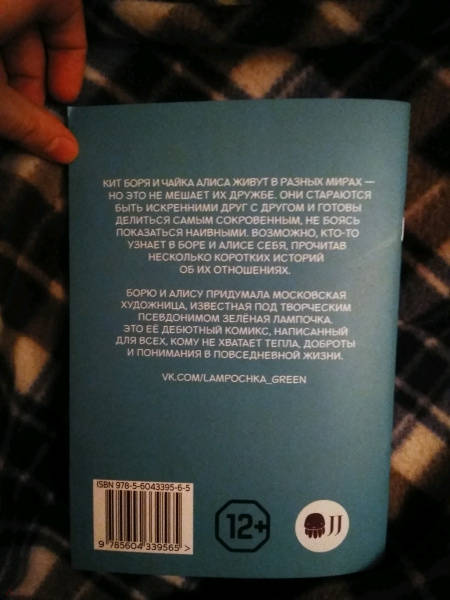 КИТ БОРЯ И ЧАЙКА АЛИСА ЖИВУТ В РАЗНЫХ МИРАХ —
НО ЭТО НЕ МЕШАЕТ ИХ ДРУЖБЕ. ОНИ СТАРАЮТСЯ
БЫТЬ ИСКРЕННИМИ ДРУГ С ДРУГОМ И ГОТОВЫ
ДЕЛИТЬСЯ САМЫМ СОКРОВЕННЫМ, НЕ БОЯСЬ
ПОКАЗАТЬСЯ НАИВНЫМИ. ВОЗМОЖНО, КТО-ТО
УЗНАЕТ В БОРЕ И АЛИСЕ СЕБЯ, ПРОЧИТАВ
НЕСКОЛЬКО КОРОТКИХ ИСТОРИЙ
ОБ ИХ ОТНОШЕНИЯХ.
БОРЮ И АЛИСУ ПРИДУМАЛА МОСКОВСКАЯ
ХУДОЖНИЦА, ИЗВЕСТНАЯ ПОД ТВОРЧЕСКИМ
ПСЕВДОНИМОМ ЗЕЛЁНАЯ ЛАМПОЧКА.
ЭТО ЕЁ ДЕБЮТНЫЙ КОМИКС, НАПИСАННЫЙ
ДЛЯ ВСЕХ, КОМУ НЕ ХВАТАЕТ ТЕПЛА, ДОБРОТЫ
И ПОНИМАНИЯ В ПОВСЕДНЕВНОЙ ЖИЗНИ.
VK.COM/LAMPOCHKA_GREEN
ISBN 978-5-6043395-6-5
9 785604 339565 >
12+
JJ